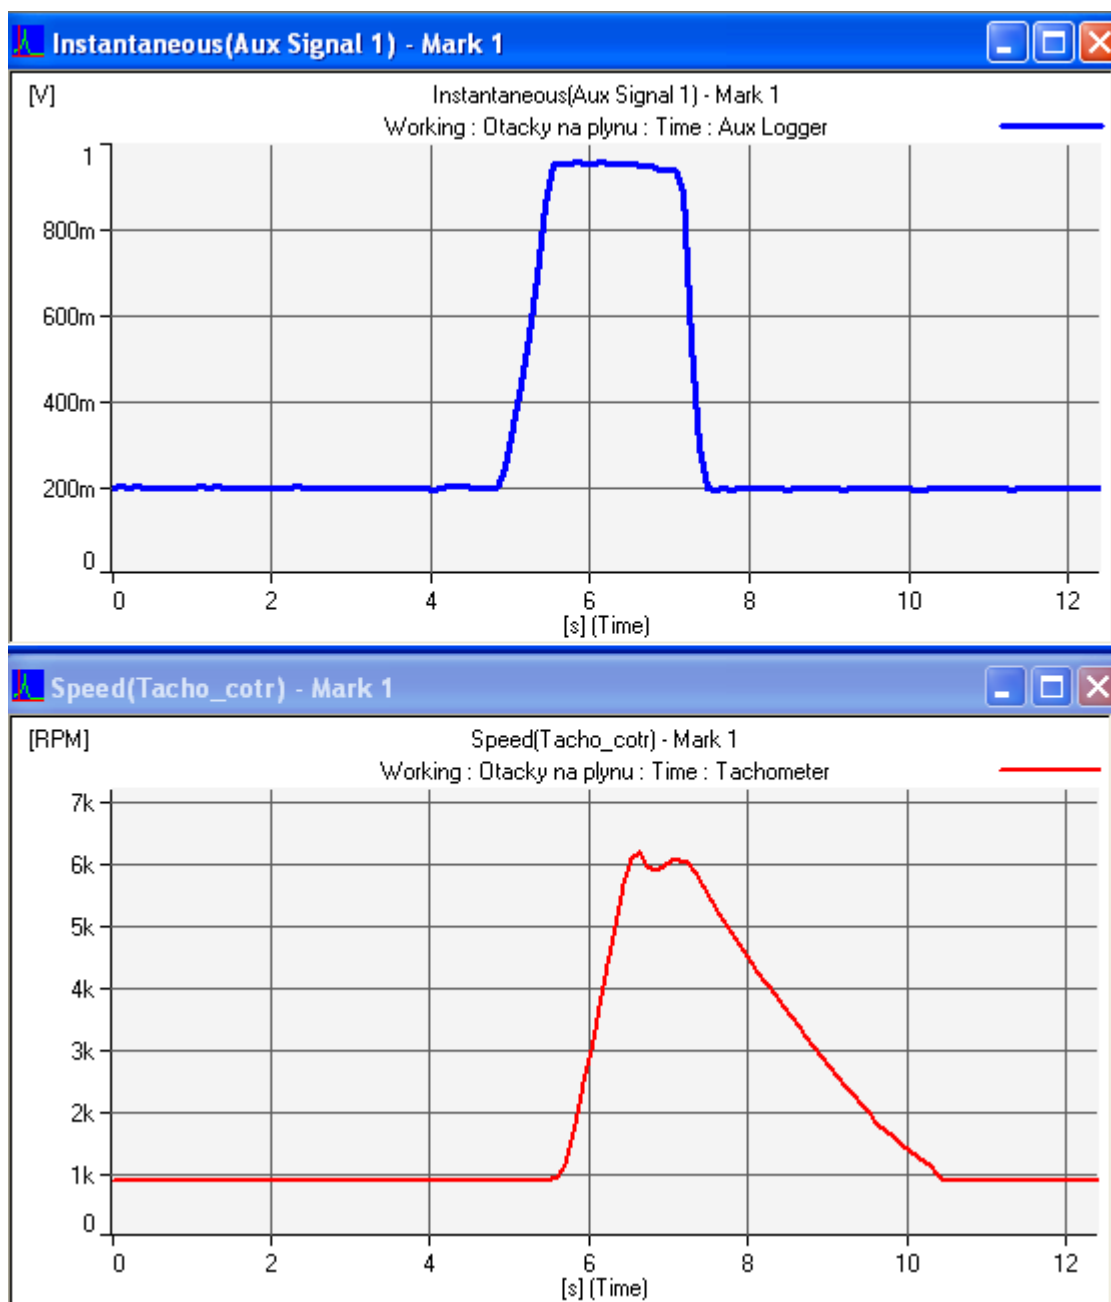 Instantaneous(Aux Signal 1) - Mark 1
[V]
Instantaneous(Aux Signal 1) - Mark 1
Working : Otacky na plynu : Time : Aux Logger
1
800m
600m
400m
200m
0
0 2 4 6 8 10 12
[s] (Time)
Speed(Tacho_cotr) - Mark 1
[RPM]
Speed(Tacho_cotr) - Mark 1
Working : Otacky na plynu : Time : Tachometer
7k
6k
5k
4k
3k
2k
1k
0
0 2 4 6 8 10 12
[s] (Time)